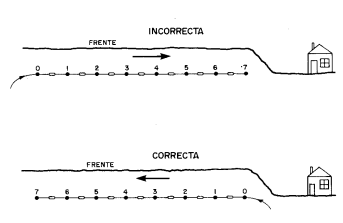 INCORRECTA
FRENTE
0 1 2 3 4 5 6 7
CORRECTA
FRENTE
7 6 5 4 3 2 1 0